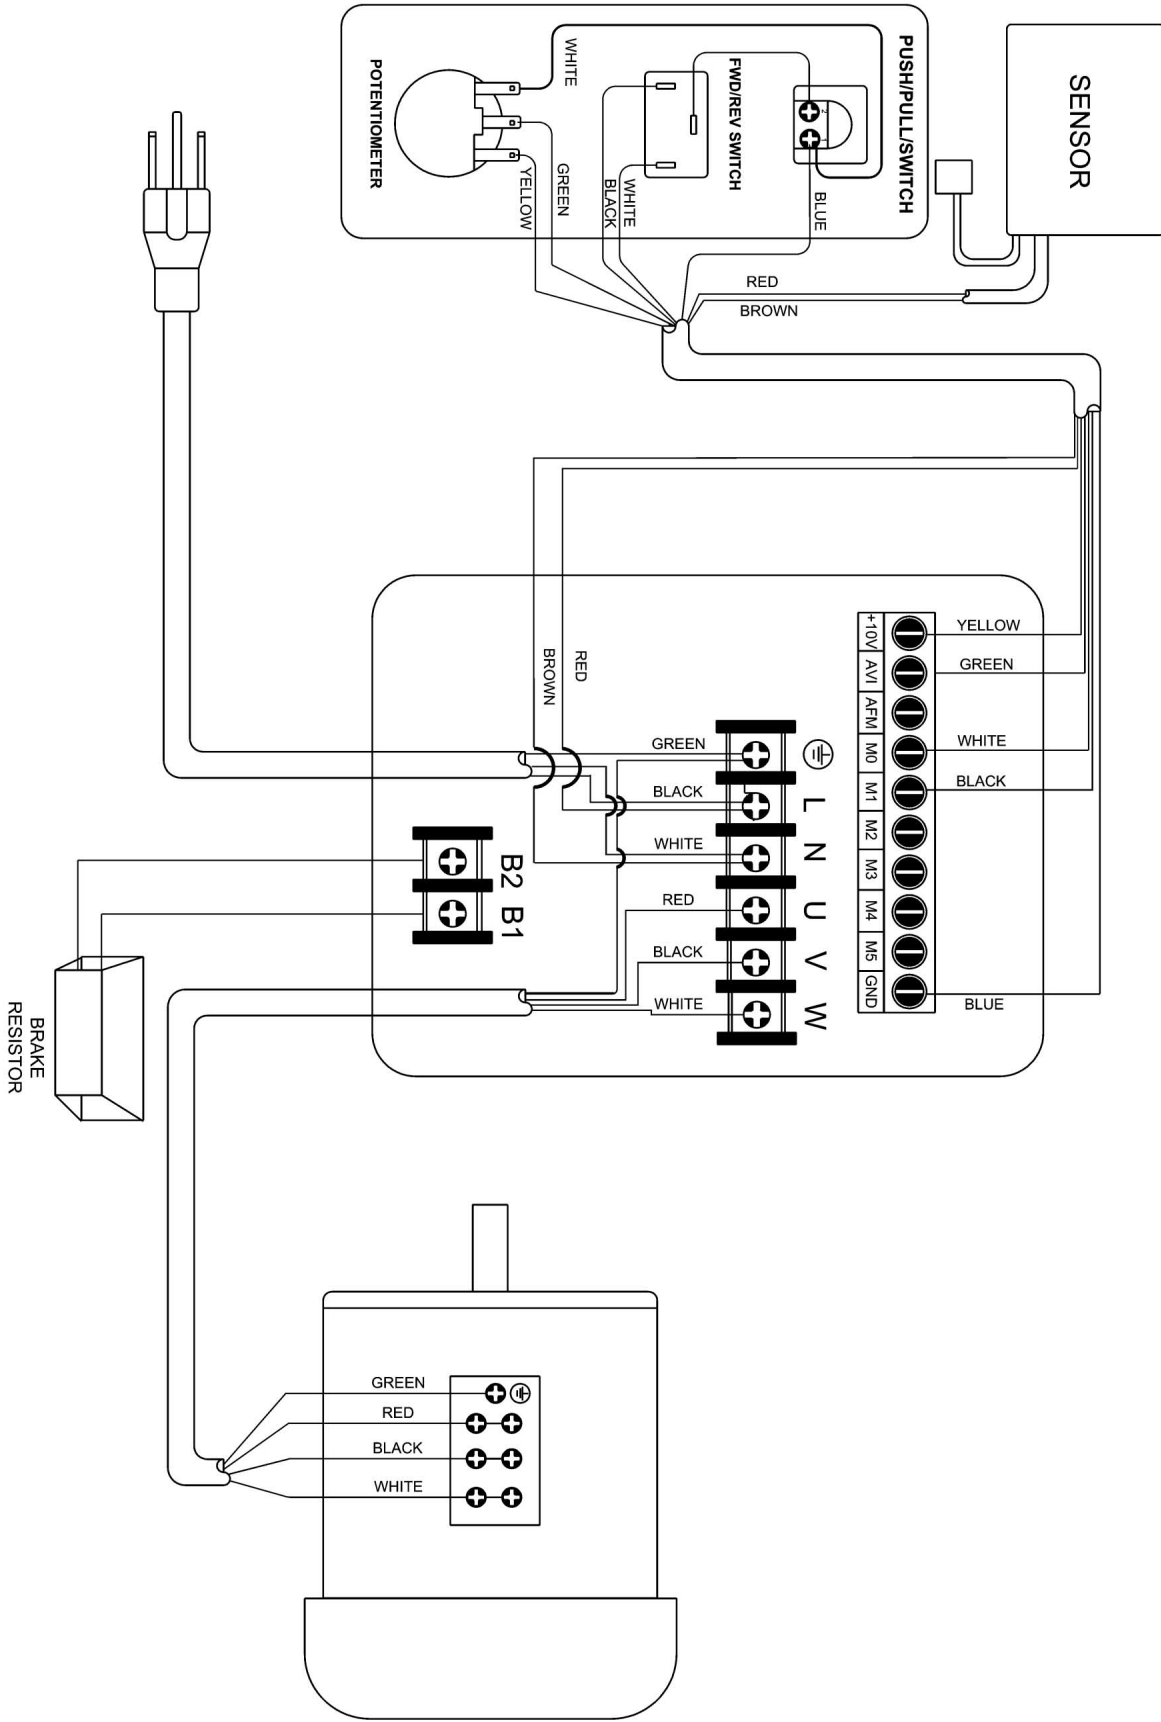 SENSOR
PUSH/PULL/SWITCH
2
1
FWD/REV SWITCH
POTENTIOMETER
WHITE
GREEN
YELLOW
WHITE
BLACK
BLUE
RED
BROWN
RED
BROWN
+10V
AVI
AFM
M0
M1
M2
M3
M4
M5
GND
YELLOW
GREEN
WHITE
BLACK
BLUE
GREEN
BLACK
WHITE
RED
BLACK
WHITE
L
N
U
V
W
B2
B1
BRAKE
RESISTOR
GREEN
RED
BLACK
WHITE